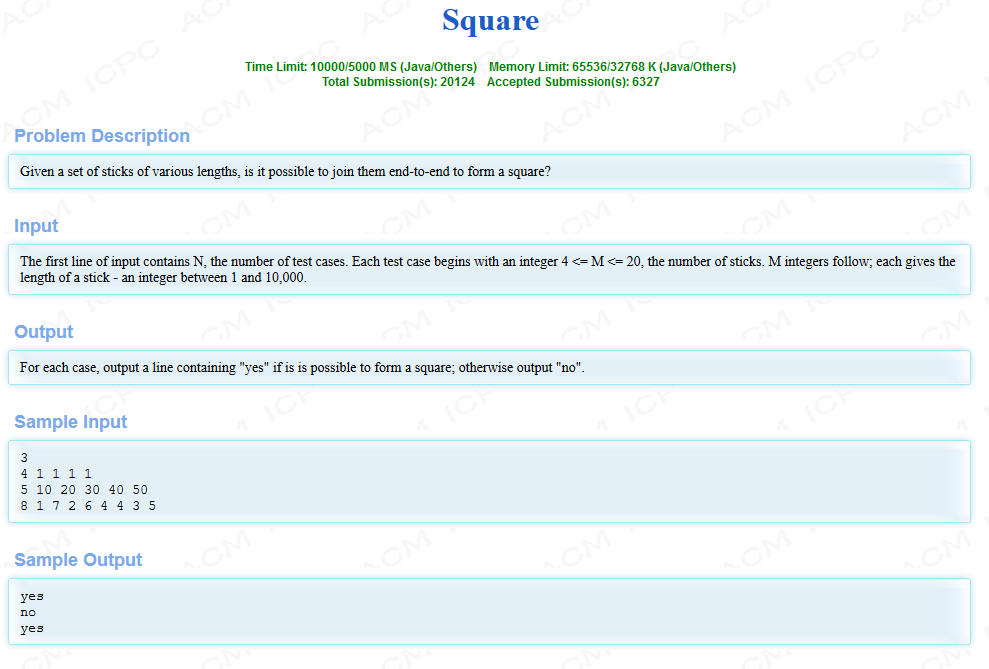 Square
Time Limit: 10000/5000 MS (Java/Others) Memory Limit: 65536/32768 K (Java/Others)
Total Submission(s): 20124 Accepted Submission(s): 6327
Problem Description
Given a set of sticks of various lengths, is it possible to join them end-to-end to form a square?
Input
The first line of input contains N, the number of test cases. Each test case begins with an integer 4 <= M <= 20, the number of sticks. M integers follow; each gives the
length of a stick - an integer between 1 and 10,000.
Output
For each case, output a line containing "yes" if is is possible to form a square; otherwise output "no".
Sample Input
3
4 1 1 1 1
5 10 20 30 40 50
8 1 7 2 6 4 4 3 5
Sample Output
yes
no
yes